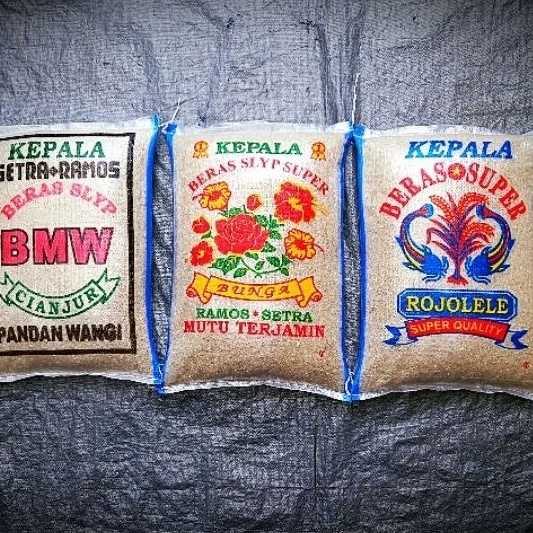 KEPALA
SETRA RAMOS
BERAS SLYP
BMW
CIANJUR
PANDAN WANGI
KEPALA
BERAS SLYP SUPER
BUNGA
RAMOS * SETRA
MUTU TERJAMIN
KEPALA
BERAS SUPER
ROJOLELE
SUPER QUALITY